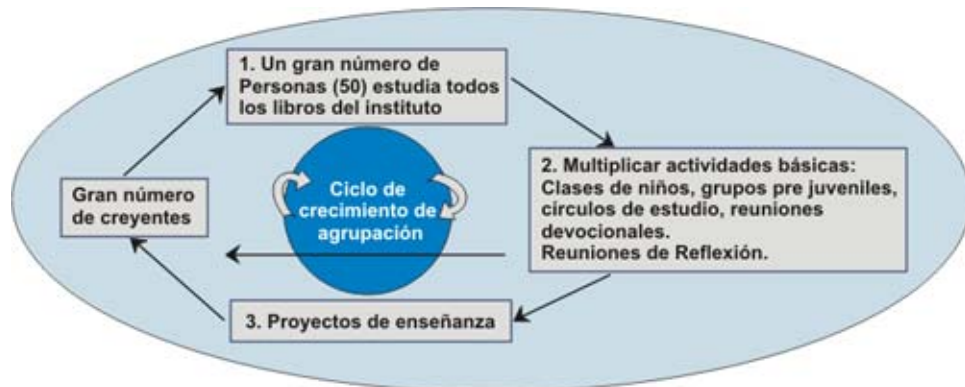 1. Un gran número de
Personas (50) estudia todos
los libros del instituto
2. Multiplicar actividades básicas:
Clases de niños, grupos pre juveniles,
círculos de estudio, reuniones
devocionales.
Reuniones de Reflexión.
Gran número
de creyentes
Ciclo de
crecimiento de
agrupación
3. Proyectos de enseñanza